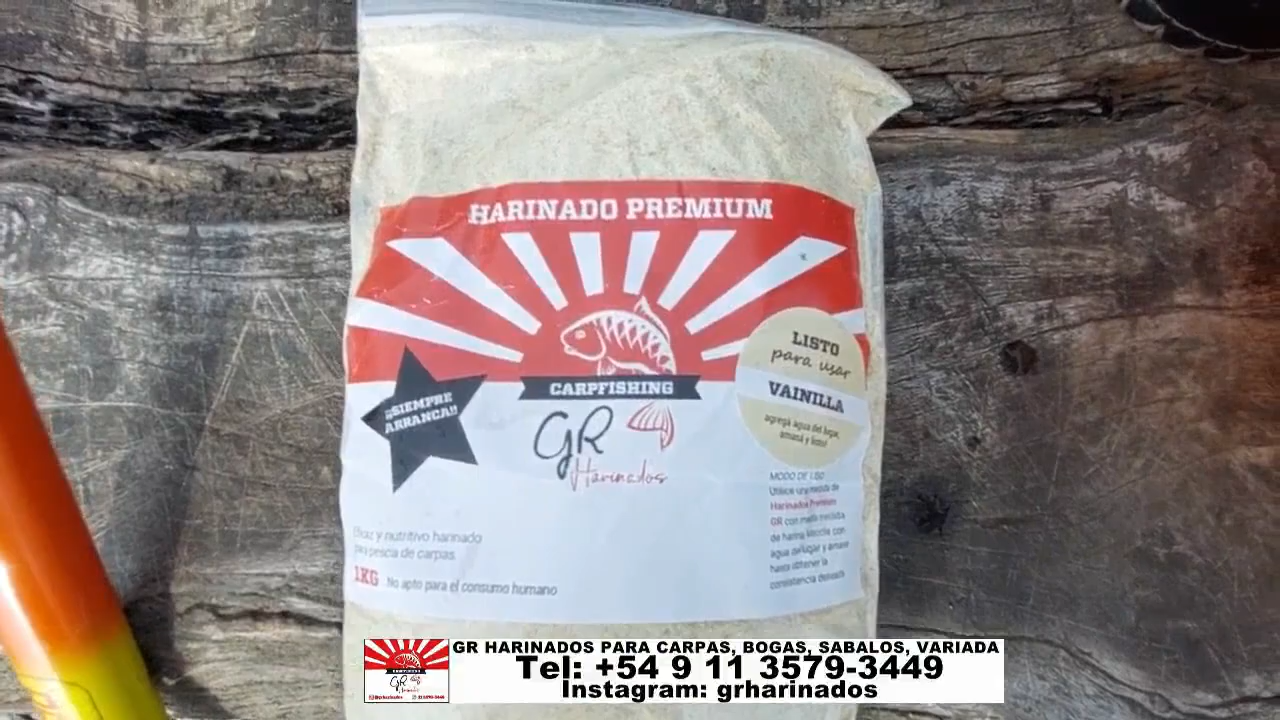 HARINADO PREMIUM
CARPFISHING
GR
Harinados
¡¡SIEMPRE
ARRANCA!!
LISTO
para usar
VAINILLA
agregá agua del lugar,
amasá y listo!
MODO DE USO
Utilice una medida de
Harinados Premium
GR con media medida
de harina
agua del lugar y amase
hasta obtener la
consistencia deseada
Eficaz y nutritivo harinado
para pesca de carpas.
1KG No apto para el consumo humano
GR HARINADOS PARA CARPAS, BOGAS, SABALOS, VARIADA
Tel: +54 9 11 3579-3449
Instagram: grharinados
CARPFISHING
GR